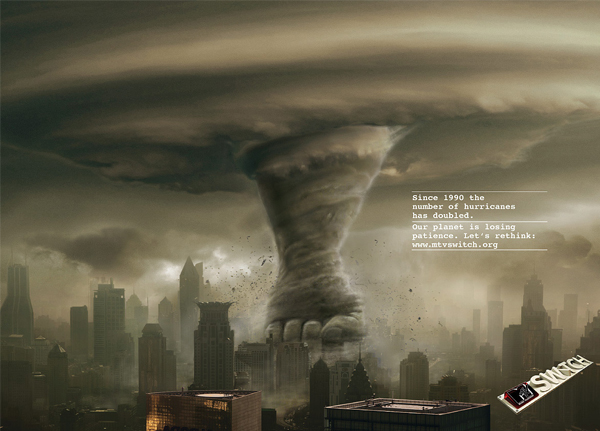 Since 1990 the
number of hurricanes
has doubled.
Our planet is losing
patience. Let's rethink:
www.mtvswitch.org
MTV SWITCH